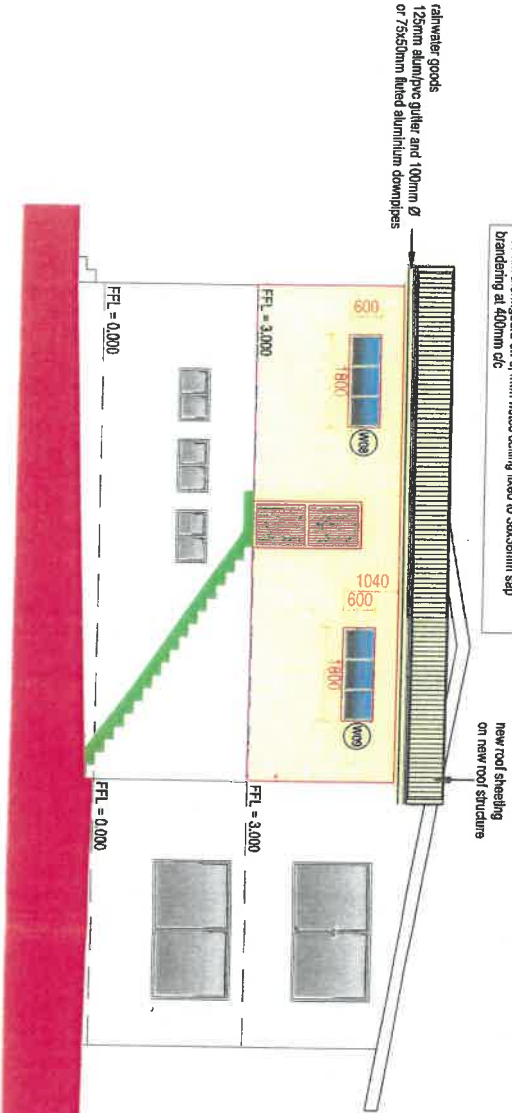 brandering at 400mm c/c
rainwater goods
125mm alum/pvc gutter and 100mm Ø
or 75x50mm fluted aluminium downpipes
new roof sheeting
on new roof structure
600
1800
W08
1040
600
1800
W09
FFL = 3.000
FFL = 0.000
FFL = 3.000
FFL = 0.000